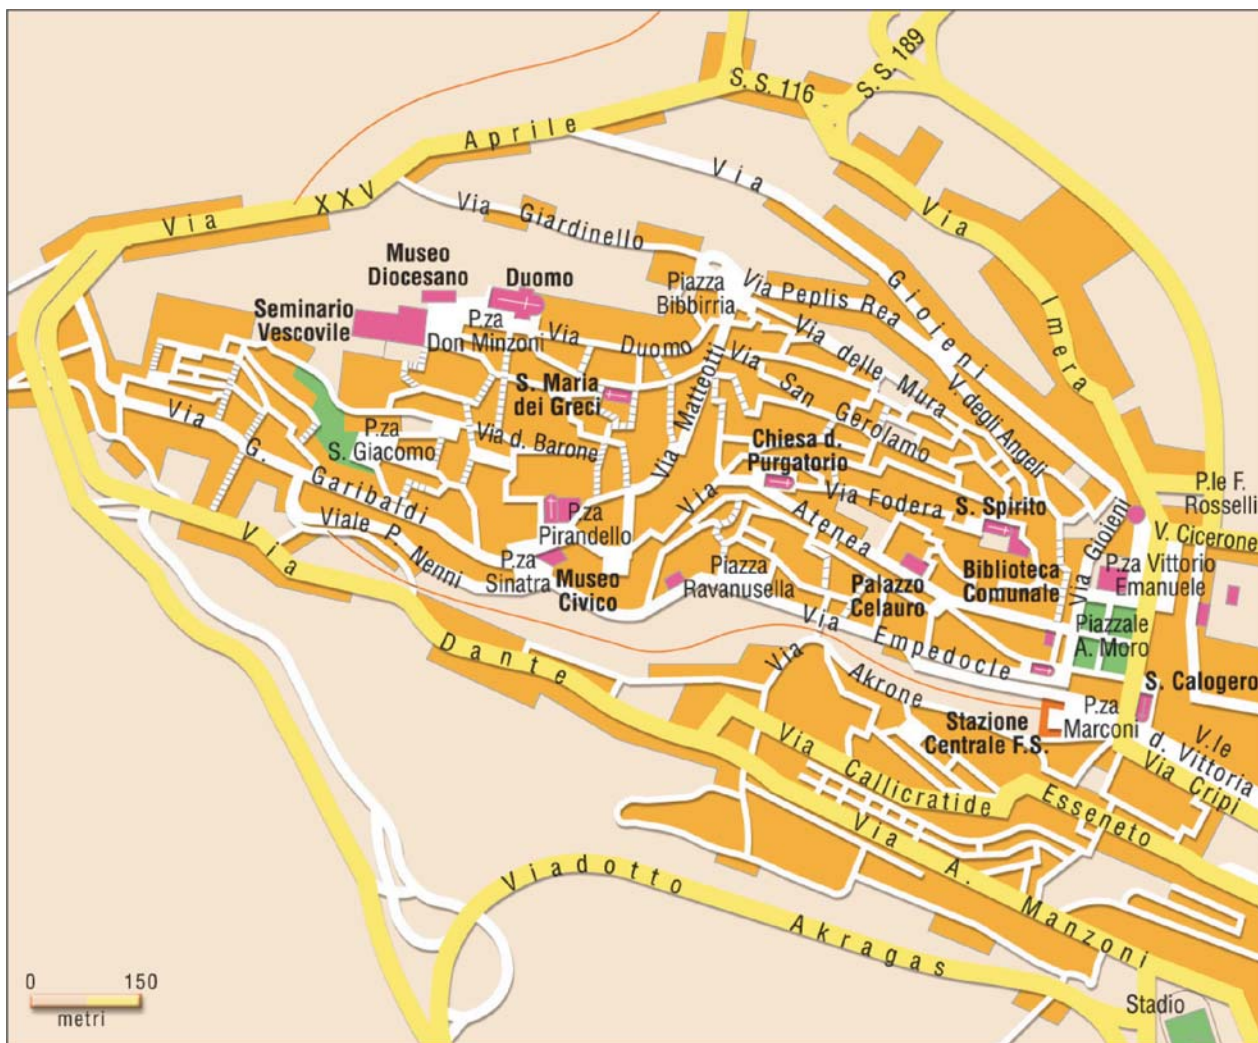 S. S. 116
S. S. 189
Via XXV Aprile
Via Giardinello
Via Gioieni
Via Imera
Museo
Diocesano
Duomo
Seminario
Vescovile
P.za
Don Minzoni
Via Duomo
Piazza
Bibbirria
Via Peplis Rea
Via delle Mura
V. degli Angeli
Via San Gerolamo
Via Matteotti
S. Maria
dei Greci
Via d. Barone
P.za
S. Giacomo
Via G. Garibaldi
Chiesa d.
Purgatorio
Via Fodera
Via Atenea
S. Spirito
P.le F.
Rosselli
V. Cicerone
Via Gioieni
P.za Vittorio
Emanuele
Biblioteca
Comunale
Palazzo
Celauro
P.za
Pirandello
P.za
Sinatra
Museo
Civico
Piazza
Ravanusella
Viale P. Nenni
Via Dante
Via Empedocle
Piazzale
A. Moro
S. Calogero
Via Akrone
Stazione
Centrale F.S.
P.za
Marconi
V.le
d. Vittoria
Via Cripi
Via Callicratide
Esseneto
Via A. Manzoni
Viadotto Akragas
Stadio
0 150
metri